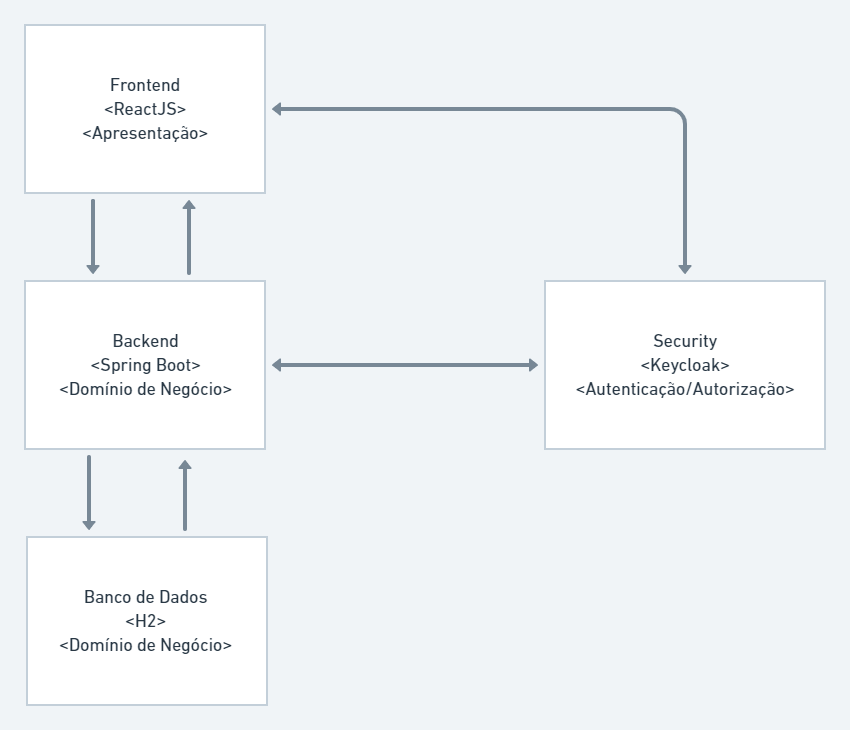 Frontend
<ReactJS>
<Apresentação>
Backend
<Spring Boot>
<Domínio de Negócio>
Security
<Keycloak>
<Autenticação/Autorização>
Banco de Dados
<H2>
<Domínio de Negócio>